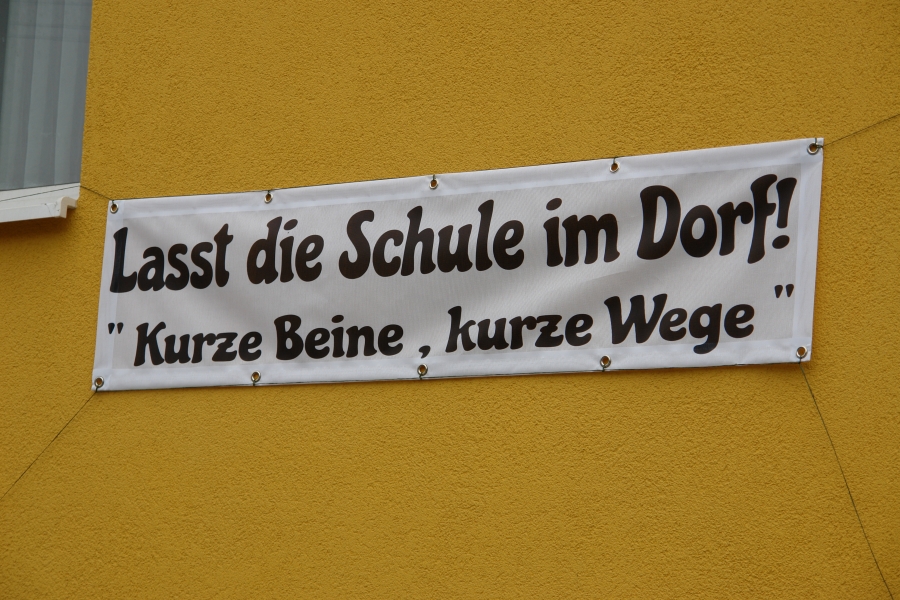 Lasst die Schule im Dorf!
" Kurze Beine , kurze Wege "